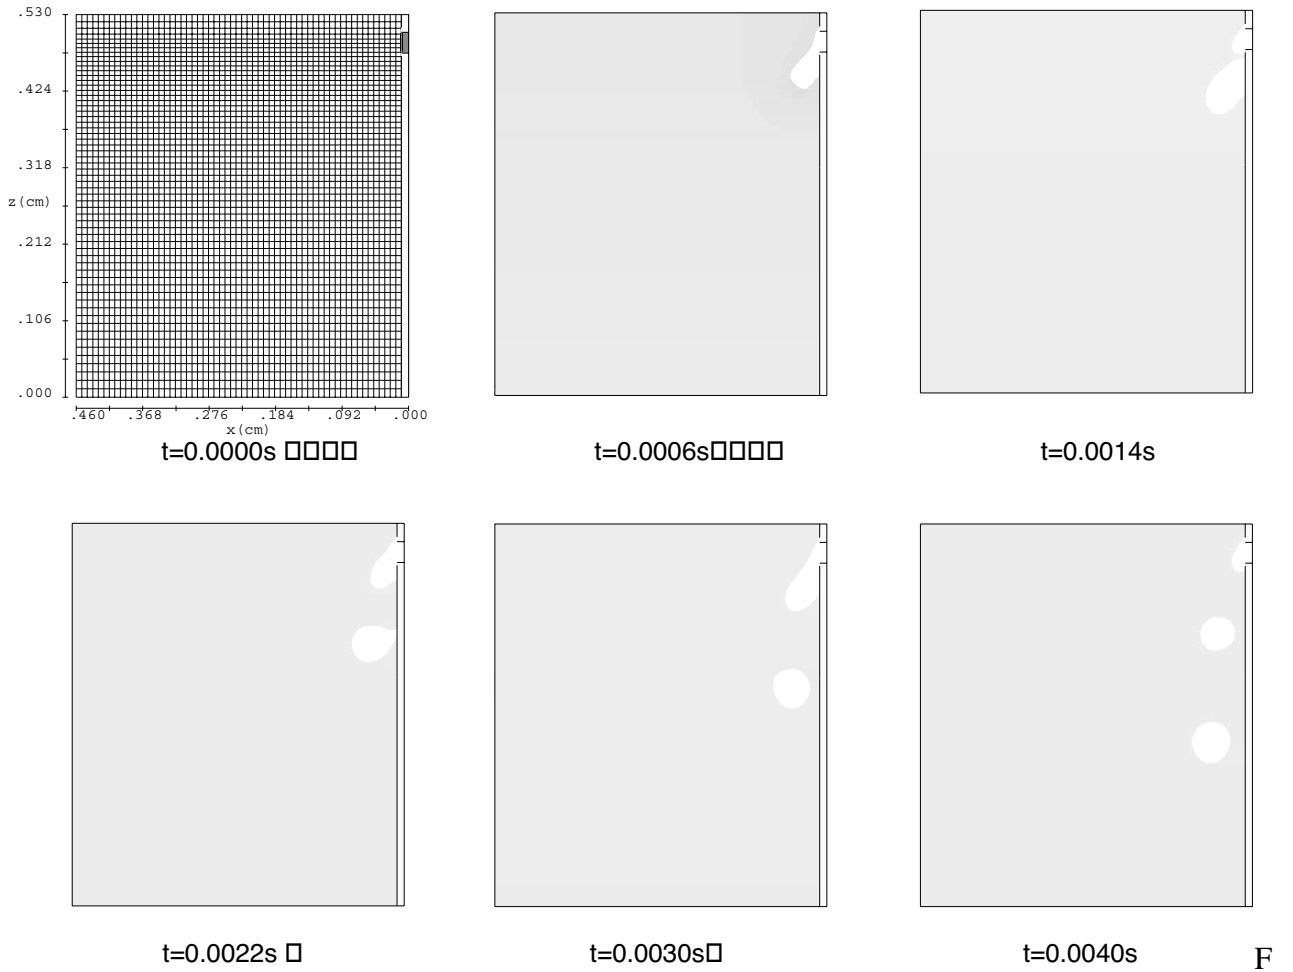 .530
.424
.318
z(cm)
.212
.106
.000
.460 .368 .276 .184 .092 .000
x(cm)
t=0.0000s □□□□
t=0.0006s□□□□
t=0.0014s
t=0.0022s □
t=0.0030s□
t=0.0040s
F